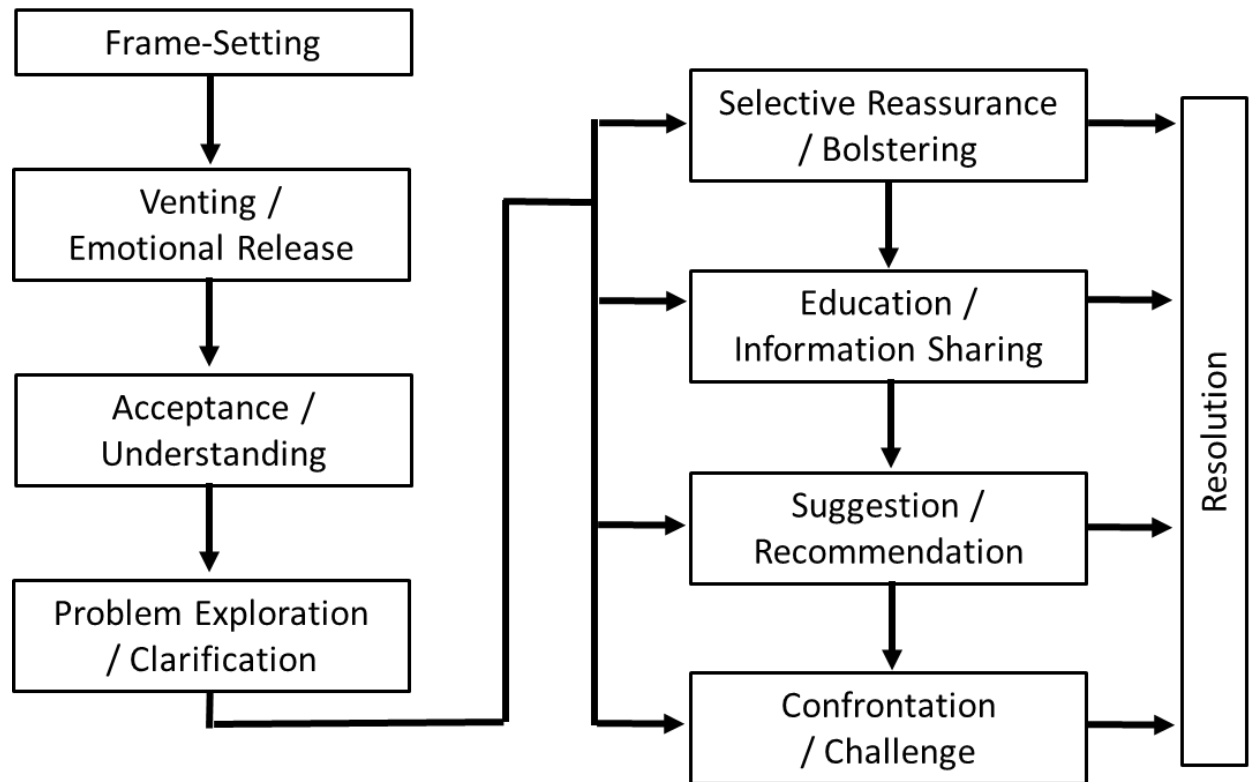 Frame-Setting
Venting /
Emotional Release
Acceptance /
Understanding
Problem Exploration
/ Clarification
Selective Reassurance
/ Bolstering
Education /
Information Sharing
Suggestion /
Recommendation
Confrontation
/ Challenge
Resolution